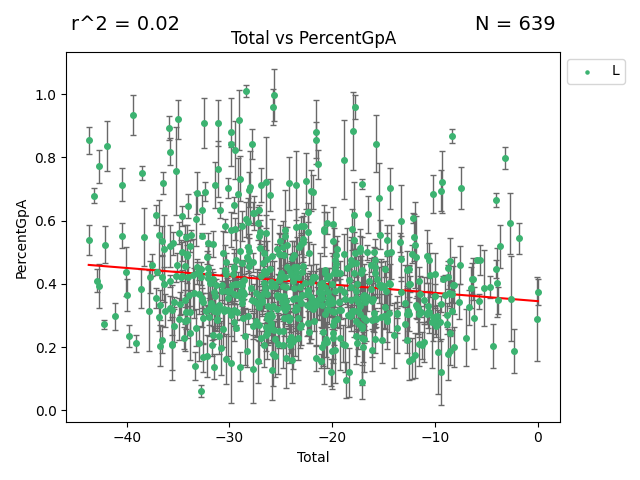 r^2 = 0.02
N = 639
Total vs PercentGpA
L
PercentGpA
1.0
0.8
0.6
0.4
0.2
0.0
−40
−30
−20
−10
0
Total